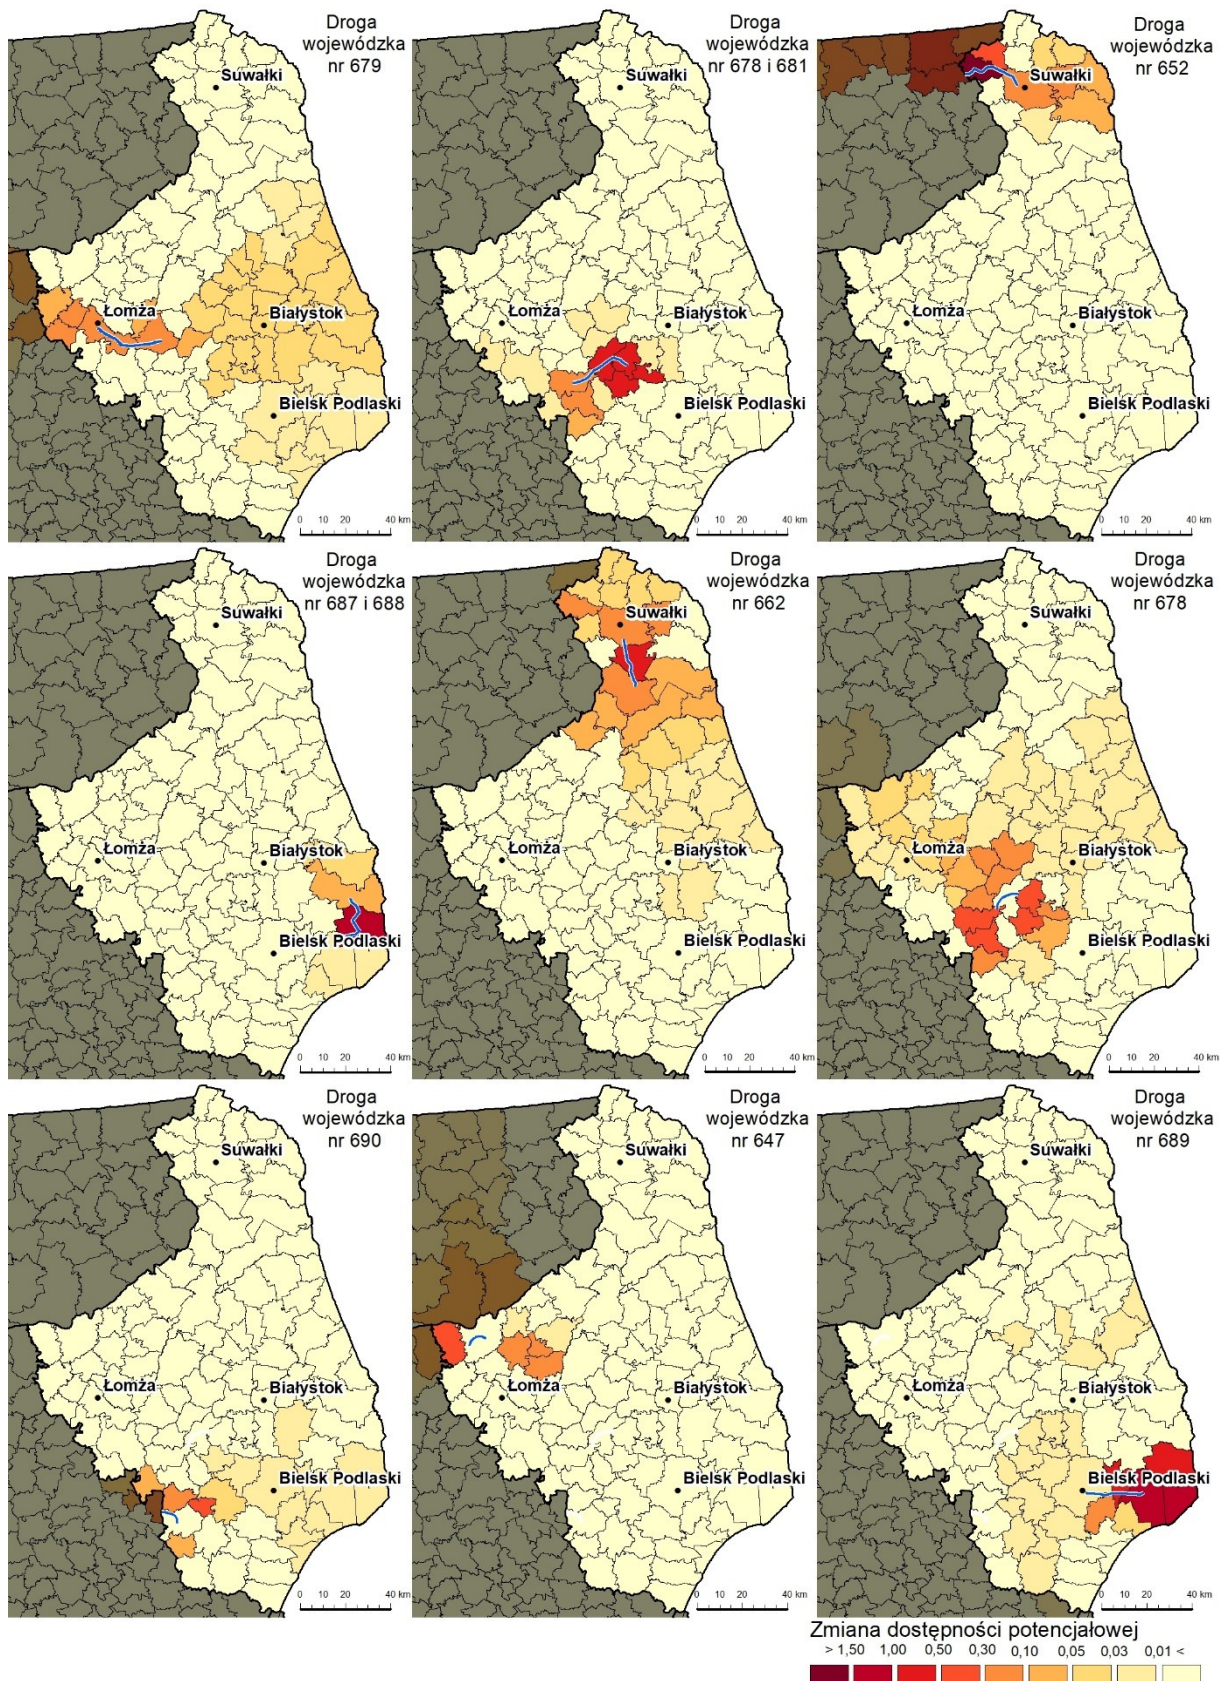 Droga
wojewódzka
nr 679
Suwałki
Łomża
Białystok
Bielsk Podlaski
0 20 40 km
Droga
wojewódzka
nr 678 i 681
Suwałki
Łomża
Białystok
Bielsk Podlaski
0 20 40 km
Droga
wojewódzka
nr 652
Suwałki
Łomża
Białystok
Bielsk Podlaski
0 20 40 km
Droga
wojewódzka
nr 687 i 688
Suwałki
Łomża
Białystok
Bielsk Podlaski
0 20 40 km
Droga
wojewódzka
nr 662
Suwałki
Łomża
Białystok
Bielsk Podlaski
0 20 40 km
Droga
wojewódzka
nr 678
Suwałki
Łomża
Białystok
Bielsk Podlaski
0 10 20 40 km
Droga
wojewódzka
nr 690
Suwałki
Łomża
Białystok
Bielsk Podlaski
0 10 20 40 km
Droga
wojewódzka
nr 647
Suwałki
Łomża
Białystok
Bielsk Podlaski
0 10 20 40 km
Droga
wojewódzka
nr 689
Suwałki
Łomża
Białystok
Bielsk Podlaski
0 10 20 40 km
Zmiana dostępności potencjałowej
> 1,50 1,00 0,50 0,30 0,10 0,05 0,03 0,01 <